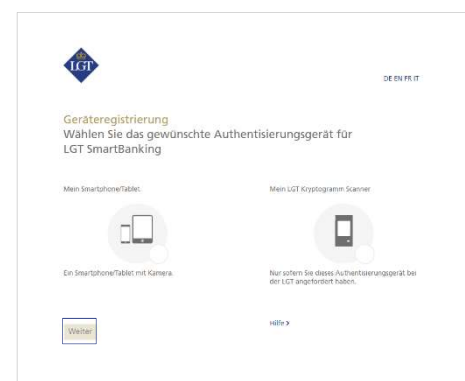 LGT
DE EN FR IT
Geräteregistrierung
Wählen Sie das gewünschte Authentisierungsgerät für
LGT SmartBanking
Mein Smartphone/Tablet
Mein LGT Kryptogramm Scanner
Ein Smartphone/Tablet mit Kamera.
Nur sofern Sie dieses Authentisierungsgerät bei
der LGT angefordert haben.
Weiter
Hilfe >